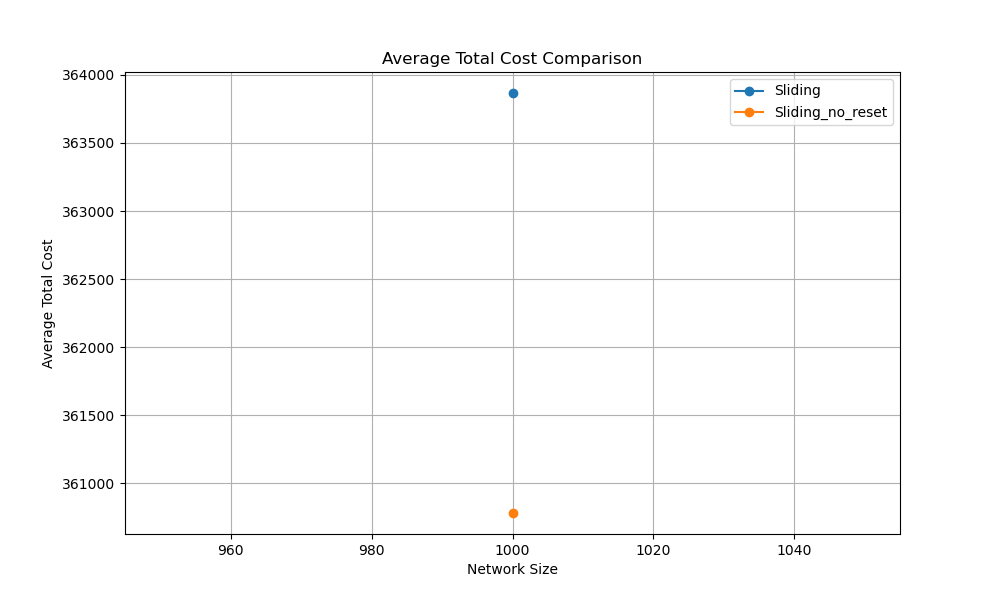 Average Total Cost Comparison
364000
363500
363000
362500
362000
361500
361000
Average Total Cost
Sliding
Sliding_no_reset
960
980
1000
1020
1040
Network Size